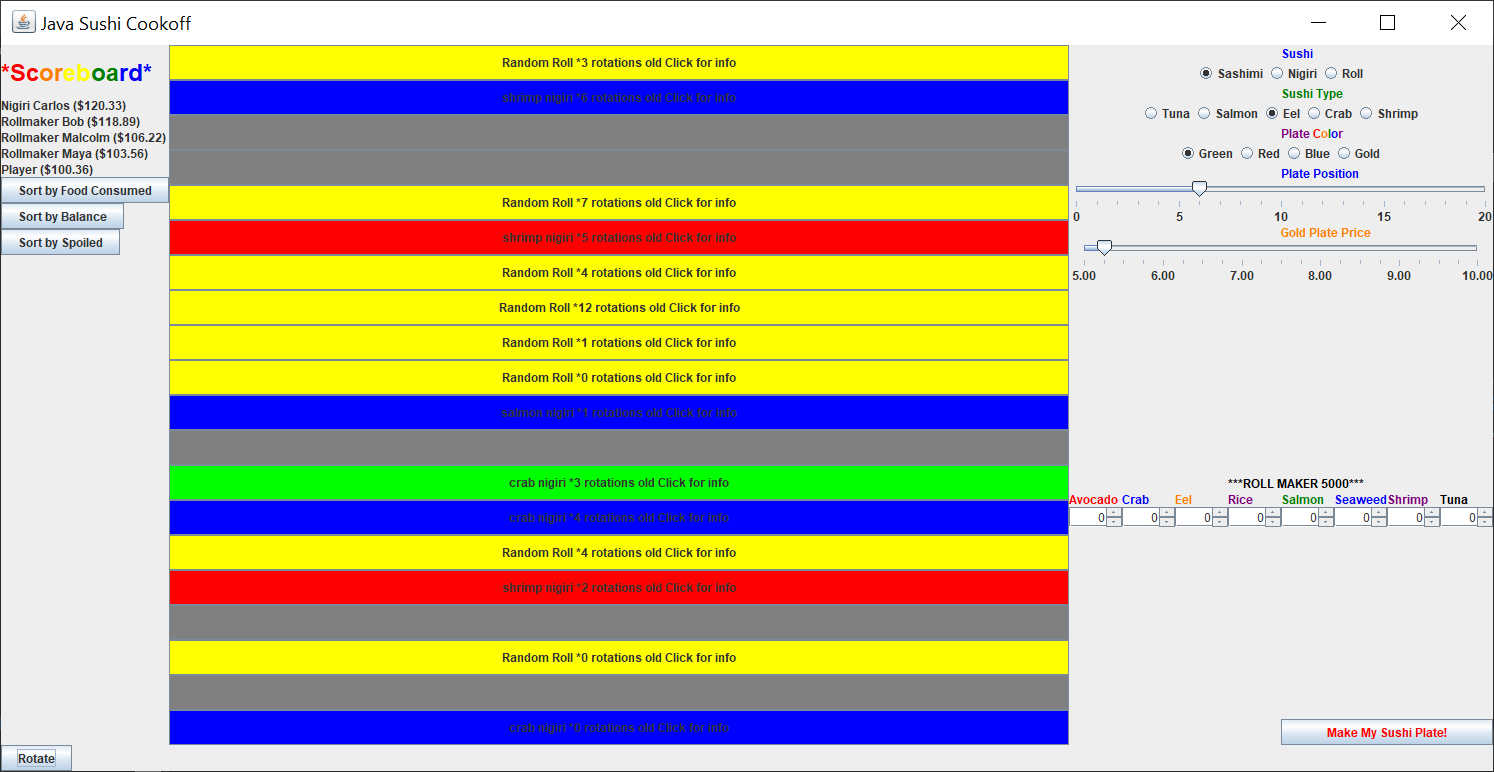 Java Sushi Cookoff
*Scoreboard*
Nigiri Carlos ($120.33)
Rollmaker Bob ($118.89)
Rollmaker Malcolm ($106.22)
Rollmaker Maya ($103.56)
Player ($100.36)
Sort by Food Consumed
Sort by Balance
Sort by Spoiled
Rotate
Random Roll *3 rotations old Click for info
shrimp nigiri *6 rotations old Click for info
Random Roll *7 rotations old Click for info
shrimp nigiri *5 rotations old Click for info
Random Roll *4 rotations old Click for info
Random Roll *12 rotations old Click for info
Random Roll *1 rotations old Click for info
Random Roll *0 rotations old Click for info
salmon nigiri *1 rotations old Click for info
crab nigiri *3 rotations old Click for info
crab nigiri *4 rotations old Click for info
Random Roll *4 rotations old Click for info
shrimp nigiri *2 rotations old Click for info
Random Roll *0 rotations old Click for info
crab nigiri *0 rotations old Click for info
Sushi
Sashimi Nigiri Roll
Sushi Type
Tuna Salmon Eel Crab Shrimp
Plate Color
Green Red Blue Gold
Plate Position
0 5 10 15 20
Gold Plate Price
5.00 6.00 7.00 8.00 9.00 10.00
***ROLL MAKER 5000***
Avocado Crab Eel Rice Salmon Seaweed Shrimp Tuna
0 0 0 0 0 0 0 0
Make My Sushi Plate!